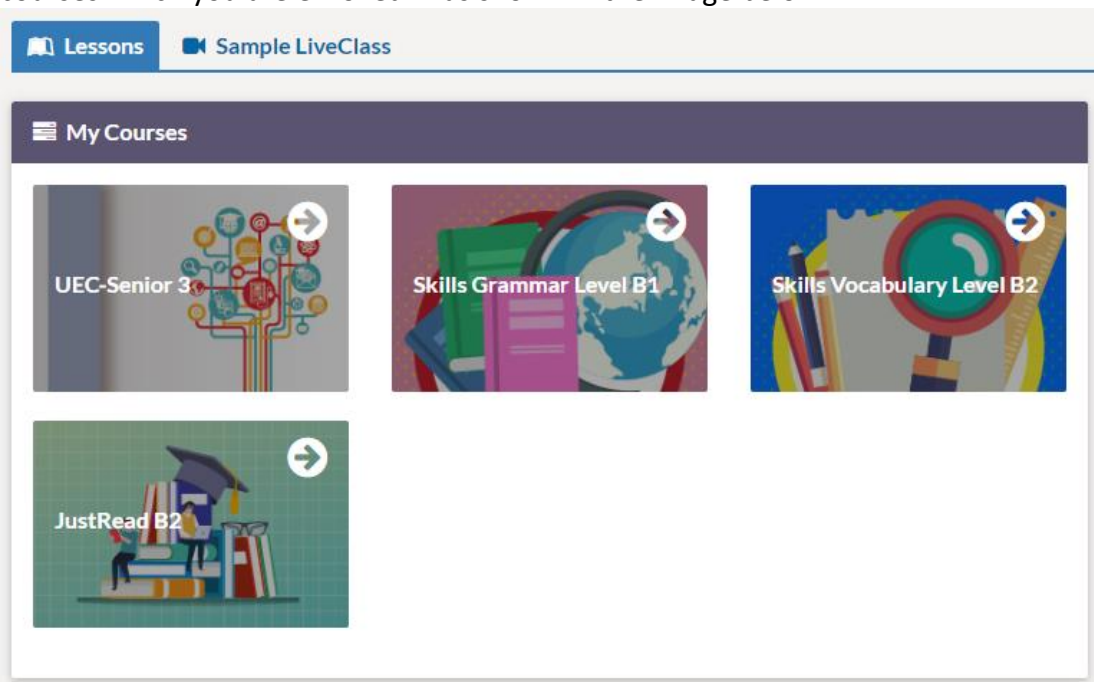 Lessons
Sample LiveClass
My Courses
UEC-Senior 3
Skills Grammar Level B1
Skills Vocabulary Level B2
JustRead B2